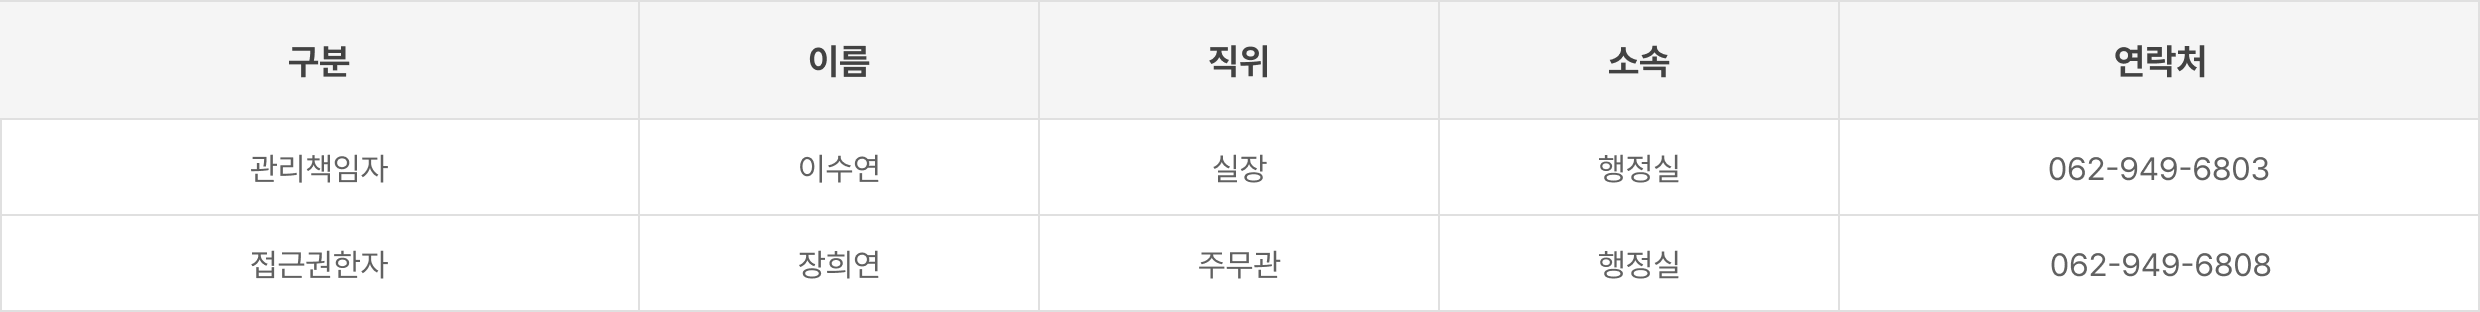 구분 이름 직위 소속 연락처
관리책임자 이수연 실장 행정실 062-949-6803
접근권한자 장희연 주무관 행정실 062-949-6808